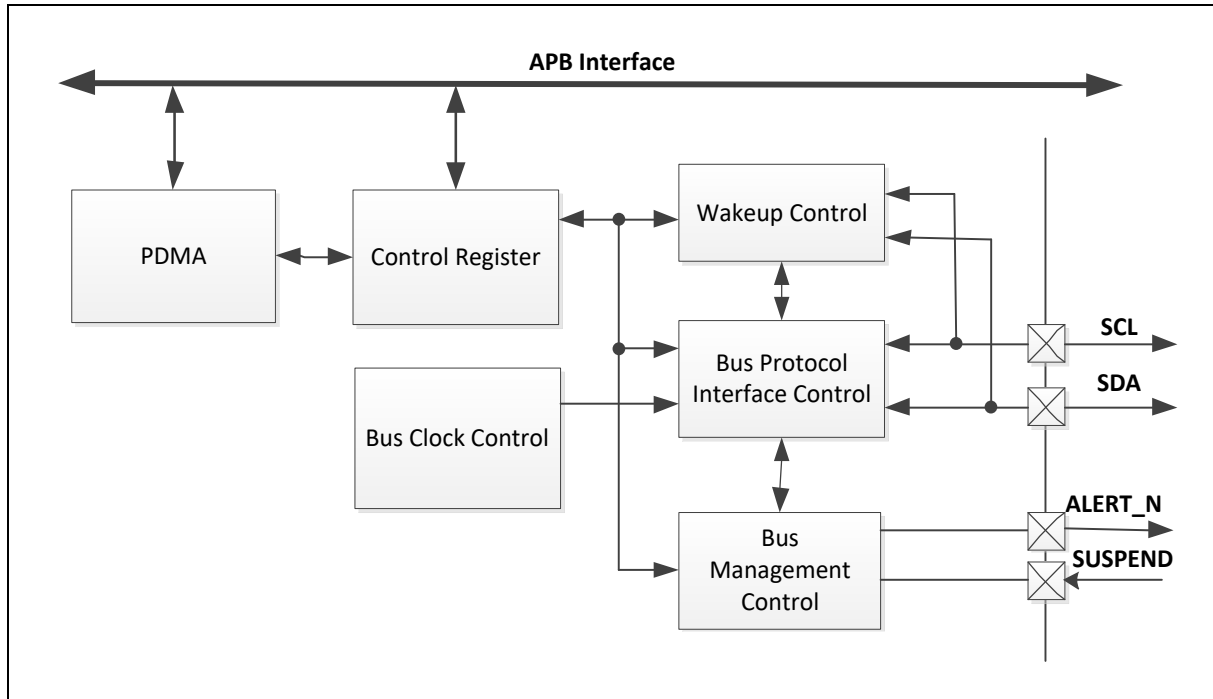 APB Interface
PDMA
Control Register
Wakeup Control
Bus Protocol
Interface Control
Bus Clock Control
Bus
Management
Control
SCL
SDA
ALERT_N
SUSPEND